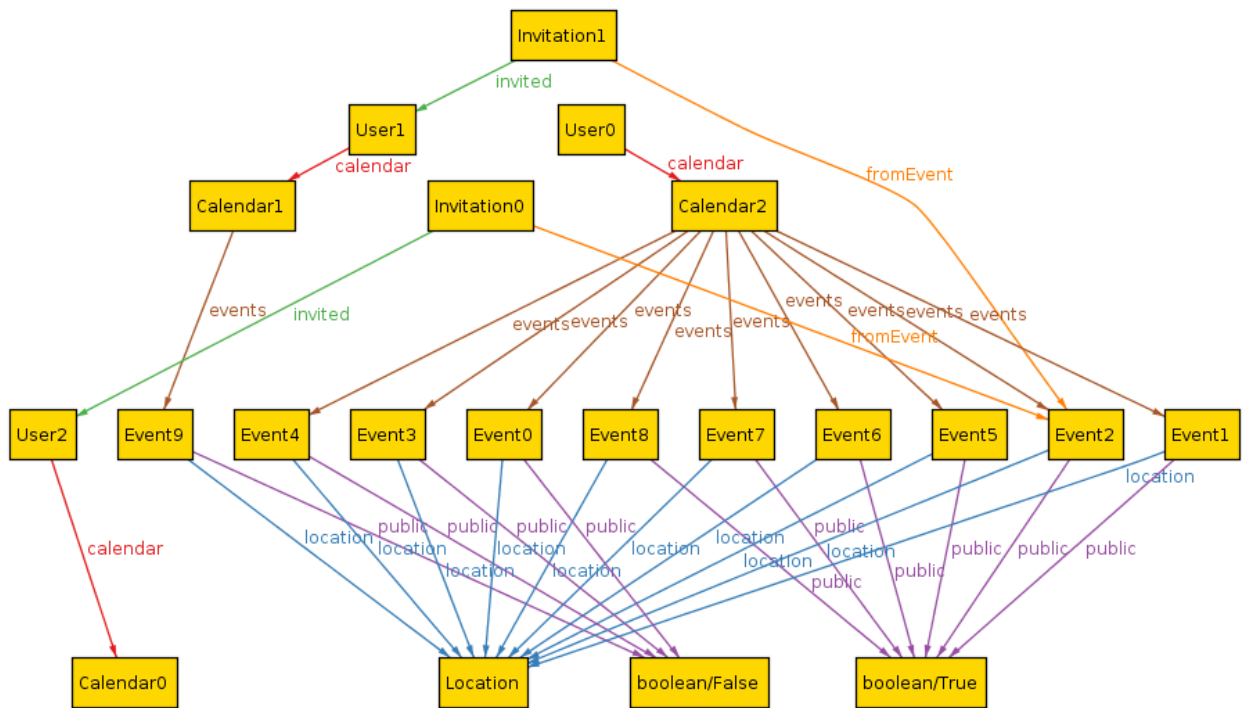 Invitation1
invited
User1
User0
calendar
calendar
fromEvent
Calendar1
Invitation0
Calendar2
events
invited
events
events
events
events
events
events
events
events
events
fromEvent
User2
Event9
Event4
Event3
Event0
Event8
Event7
Event6
Event5
Event2
Event1
location
calendar
location
public
location
public
location
public
location
public
location
location
public
public
location
public
location
public
location
public
public
Calendar0
Location
boolean/False
boolean/True